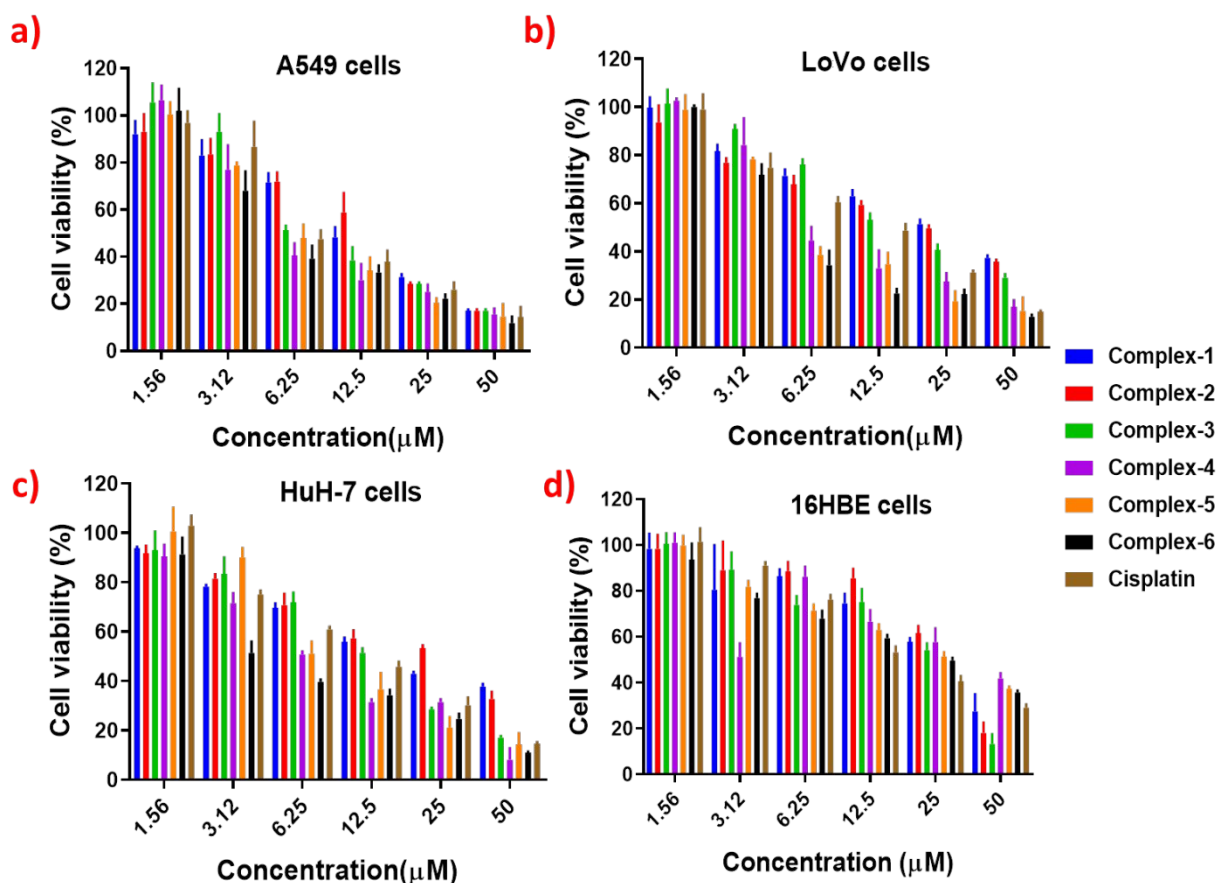 a)
A549 cells
120
100
80
60
40
20
0
Cell viability (%)
1.56
3.12
6.25
12.5
25
50
Concentration(μM)
b)
LoVo cells
120
100
80
60
40
20
0
Cell viability (%)
1.56
3.12
6.25
12.5
25
50
Concentration(μM)
c)
HuH-7 cells
120
100
80
60
40
20
0
Cell viability (%)
1.56
3.12
6.25
12.5
25
50
Concentration(μM)
d)
16HBE cells
120
100
80
60
40
20
0
Cell viability (%)
1.56
3.12
6.25
12.5
25
50
Concentration (μM)
Complex-1
Complex-2
Complex-3
Complex-4
Complex-5
Complex-6
Cisplatin